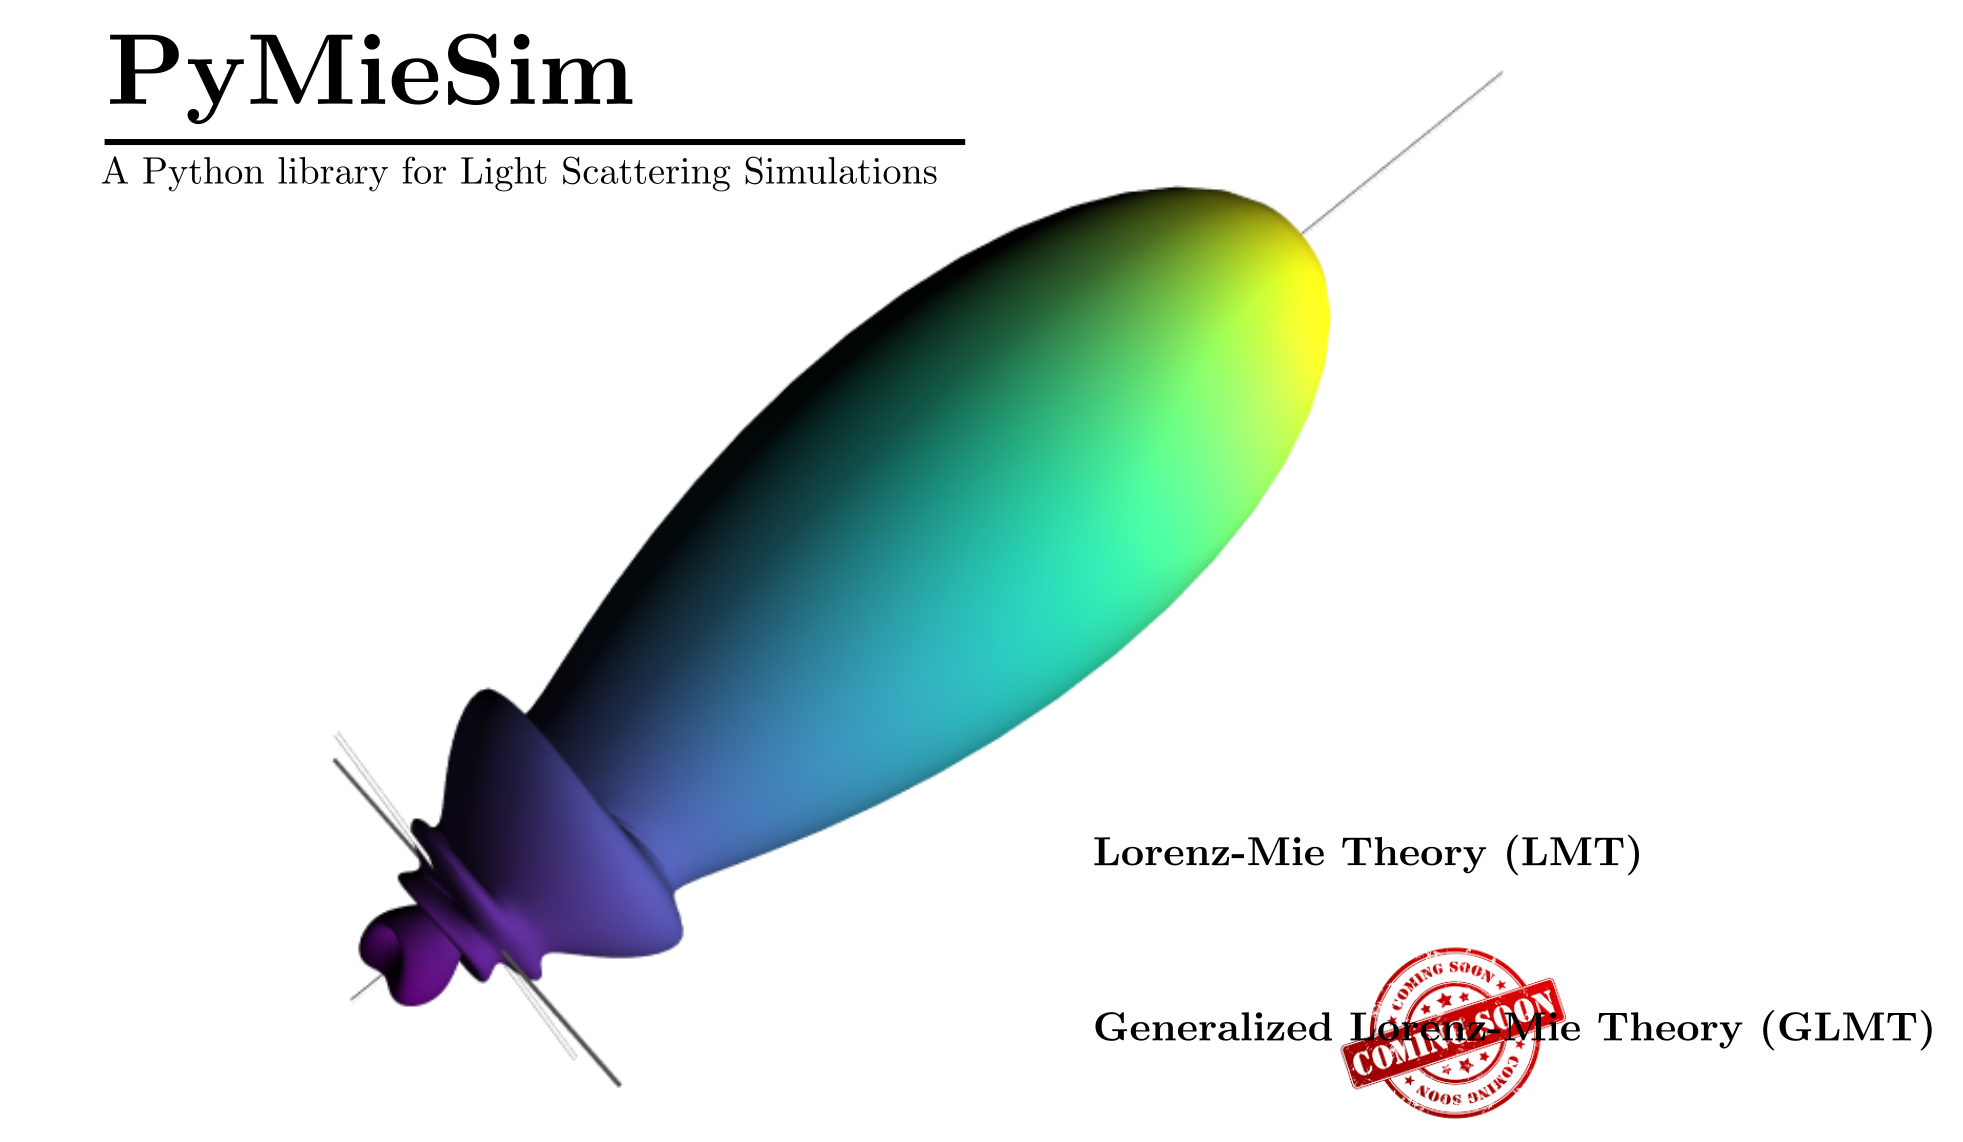 PyMieSim
A Python library for Light Scattering Simulations
Lorenz-Mie Theory (LMT)
Generalized Lorenz-Mie Theory (GLMT)
COMING SOON
COMING SOON
COMING SOON